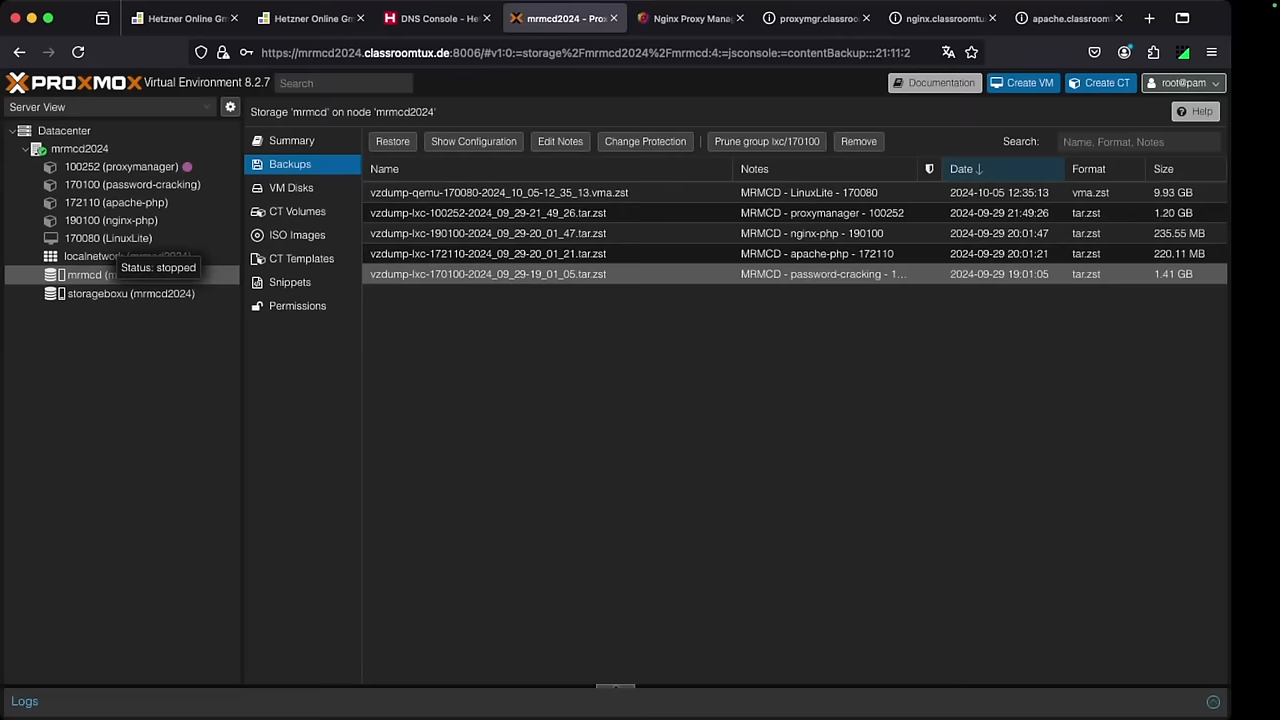 Hetzner Online Gm
Hetzner Online Gm
DNS Console - He
mrmcd2024 - Prox
Nginx Proxy Mana
proxymgr.classroo
nginx.classroomtu
apache.classroomt
https://mrmcd2024.classroomtux.de:8006/#v1:0:=storage%2Fmrmcd2024%2Fmrmcd:4:=jsconsole=contentBackup:::21:11:2
PROXMOX Virtual Environment 8.2.7 Search Documentation Create VM Create CT root@pam
Server View
Storage 'mrmcd' on node 'mrmcd2024' Help
Datacenter
mrmcd2024
100252 (proxymanager)
170100 (password-cracking)
172110 (apache-php)
190100 (nginx-php)
170080 (LinuxLite)
localnetwork (mrmcd2024)
Status: stopped
mrmcd (m
storageboxu (mrmcd2024)
Summary
Backups
VM Disks
CT Volumes
ISO Images
CT Templates
Snippets
Permissions
Restore Show Configuration Edit Notes Change Protection Prune group lxc/170100 Remove Search: Name, Format, Notes
Name Notes Date Format Size
vzdump-qemu-170080-2024_10_05-12_35_13.vma.zst MRMCD - LinuxLite - 170080 2024-10-05 12:35:13 vma.zst 9.93 GB
vzdump-lxc-100252-2024_09_29-21_49_26.tar.zst MRMCD - proxymanager - 100252 2024-09-29 21:49:26 tar.zst 1.20 GB
vzdump-lxc-190100-2024_09_29-20_01_47.tar.zst MRMCD - nginx-php - 190100 2024-09-29 20:01:47 tar.zst 235.55 MB
vzdump-lxc-172110-2024_09_29-20_01_21.tar.zst MRMCD - apache-php - 172110 2024-09-29 20:01:21 tar.zst 220.11 MB
vzdump-lxc-170100-2024_09_29-19_01_05.tar.zst MRMCD - password-cracking - 1... 2024-09-29 19:01:05 tar.zst 1.41 GB
Logs